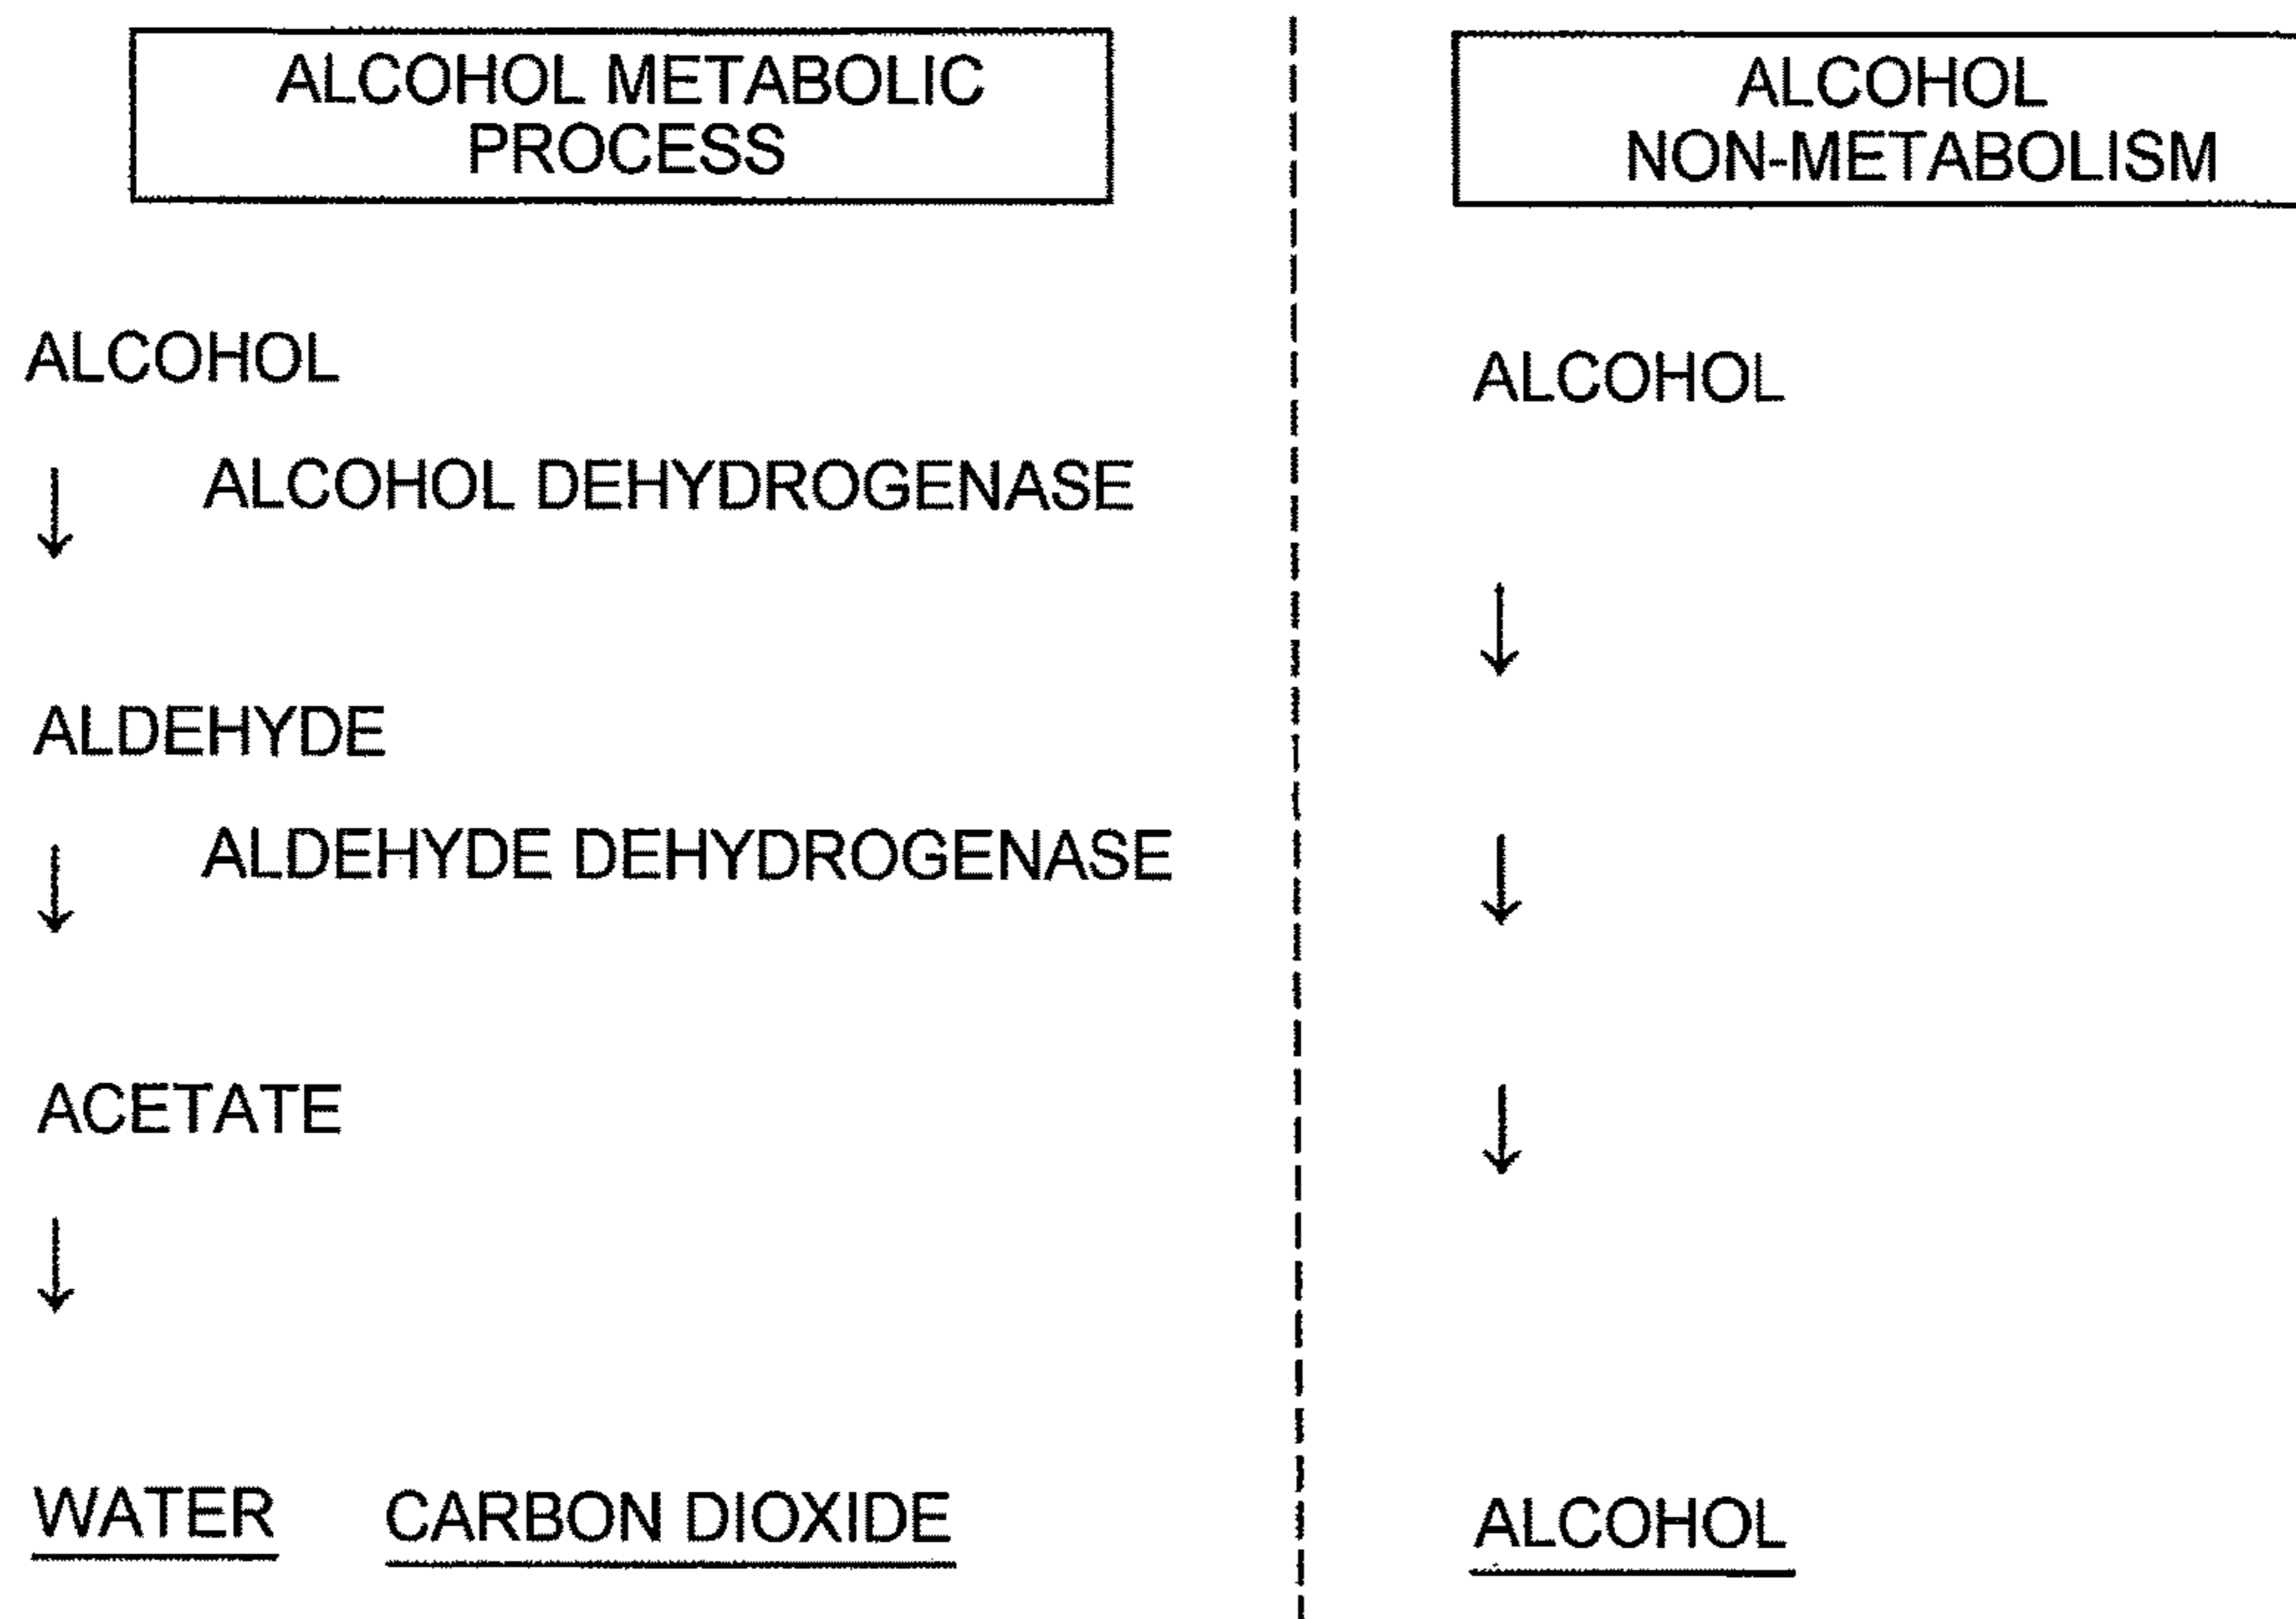 ALCOHOL METABOLIC
PROCESS
ALCOHOL
↓ ALCOHOL DEHYDROGENASE
ALDEHYDE
↓ ALDEHYDE DEHYDROGENASE
ACETATE
↓
WATER CARBON DIOXIDE
ALCOHOL
NON-METABOLISM
ALCOHOL
↓
↓
↓
ALCOHOL